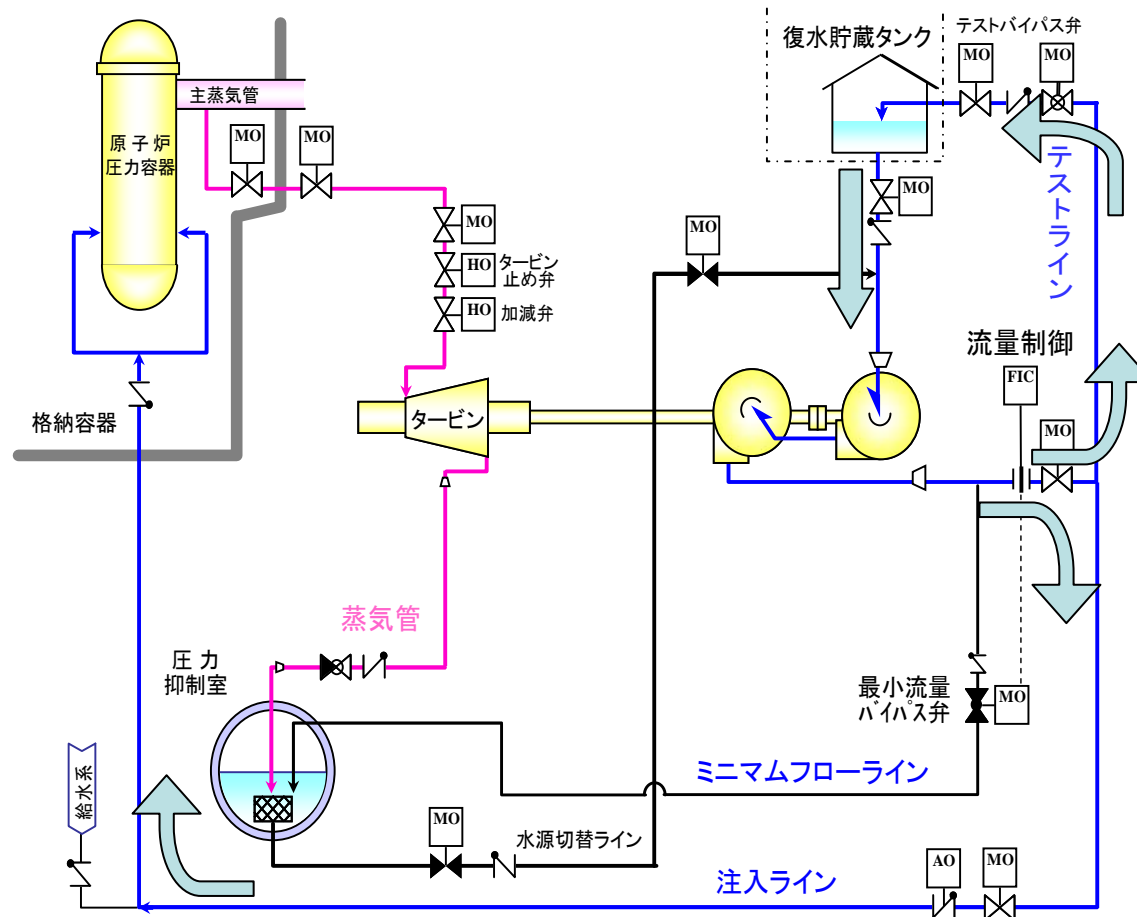 テストバイパス弁
復水貯蔵タンク
MO
MO
主蒸気管
原子炉
圧力容器
MO
MO
MO
MO
MO
テストライン
HO
タービン
止め弁
HO
加減弁
流量制御
FIC
格納容器
タービン
MO
蒸気管
圧力
抑制室
最小流量
バイパス弁
MO
ミニマムフローライン
給水系
MO
水源切替ライン
注入ライン
AO
MO